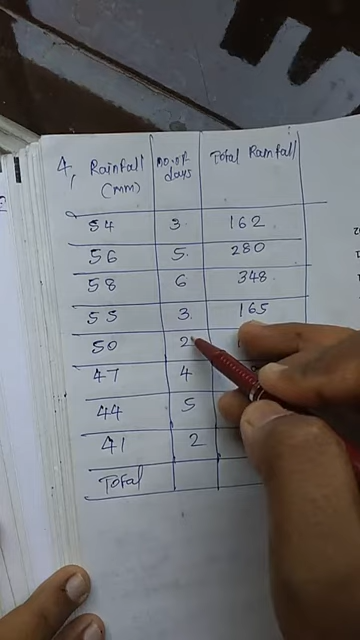 4, Rainfall (mm) no. of days Total Rainfall
54 3. 162
56 5. 280
58 6 348
55 3. 165
50 2
47 4
44 5
41 2
Total